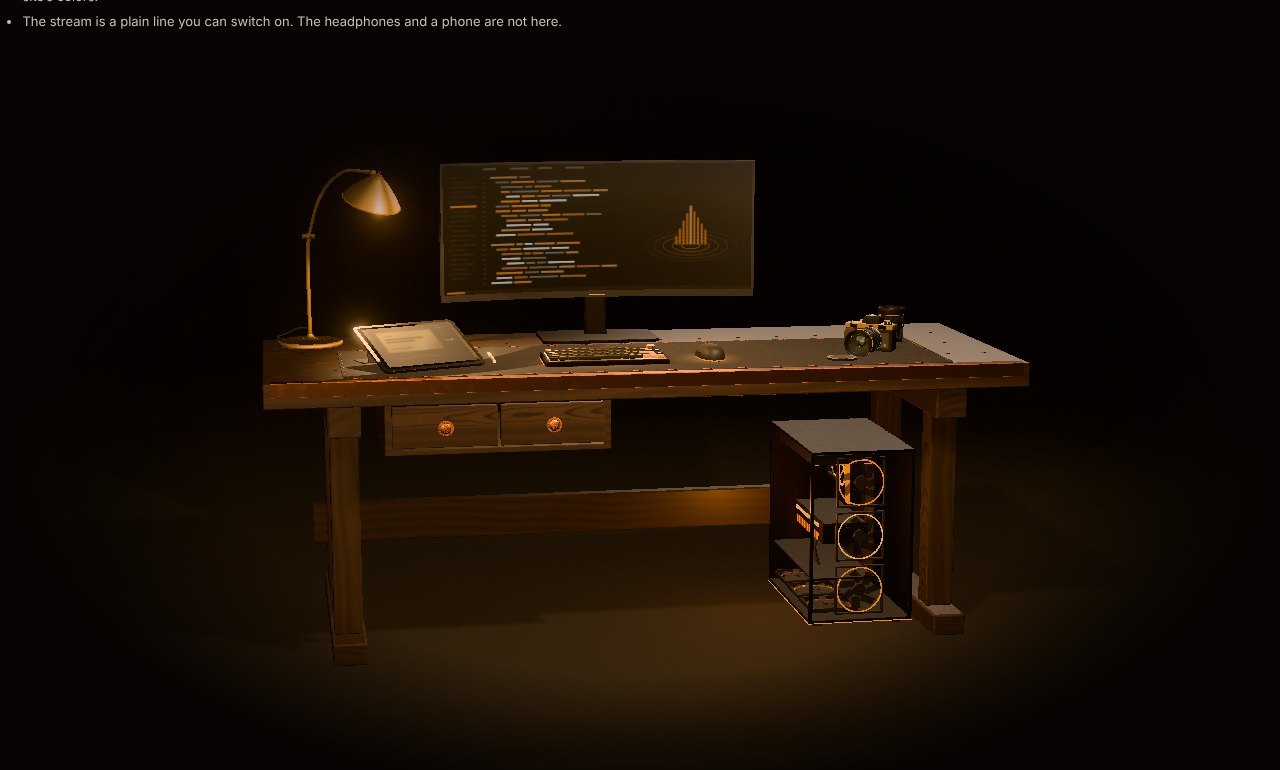 The stream is a plain line you can switch on. The headphones and a phone are not here.